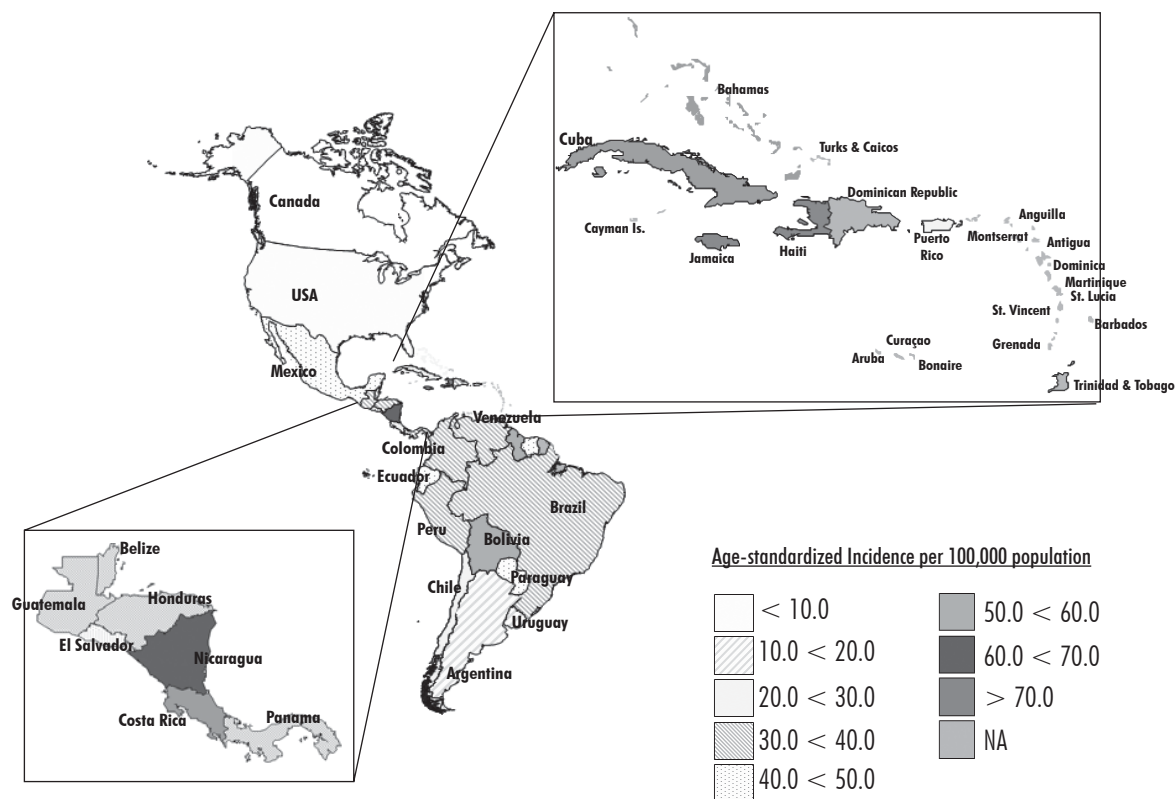 Bahamas
Cuba
Turks & Caicos
Dominican Republic
Cayman Is.
Anguilla
Jamaica
Haiti
Puerto
Rico
Montserrat
Antigua
Dominica
Martinique
St. Lucia
St. Vincent
Barbados
Curaçao
Grenada
Aruba
Bonaire
Trinidad & Tobago
Canada
USA
Mexico
Venezuela
Colombia
Ecuador
Brazil
Peru
Bolivia
Paraguay
Chile
Uruguay
Argentina
Belize
Guatemala
Honduras
El Salvador
Nicaragua
Costa Rica
Panama
Age-standardized Incidence per 100,000 population
< 10.0
10.0 < 20.0
20.0 < 30.0
30.0 < 40.0
40.0 < 50.0
50.0 < 60.0
60.0 < 70.0
> 70.0
NA